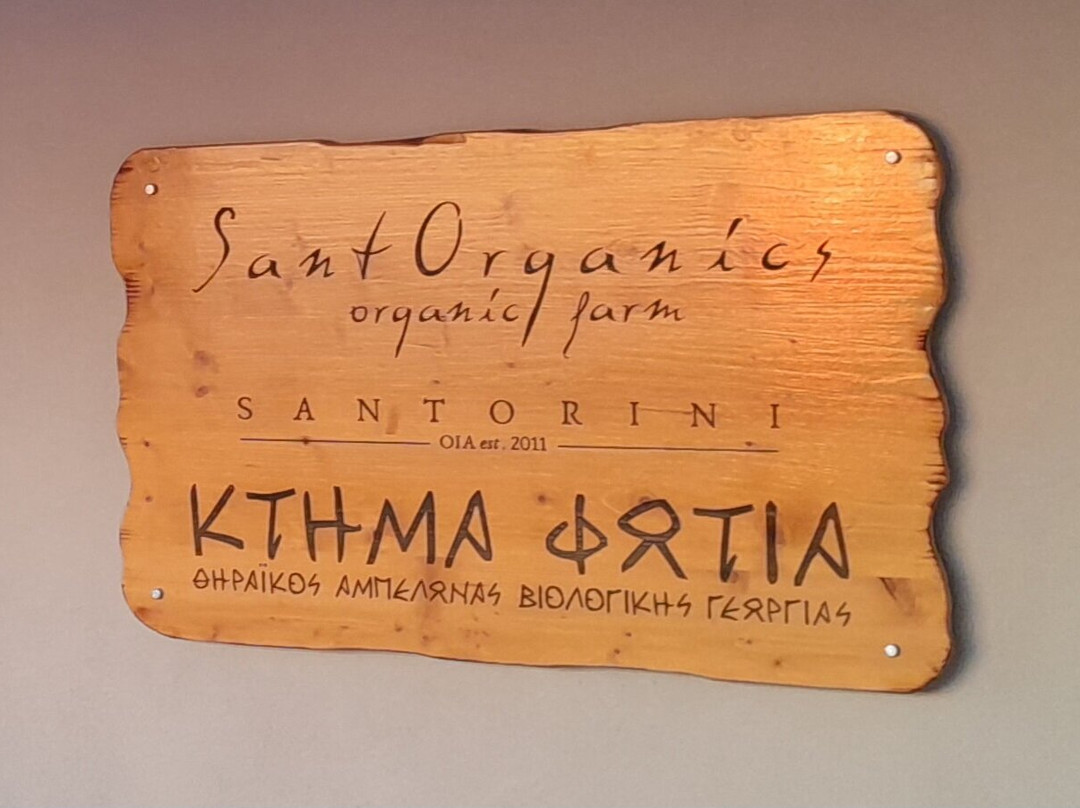 SantOrganics
organic farm
SANTORINI
OIA est. 2011
ΚΤΗΜΑ ΦΩΤΙΑ
ΘΗΡΑΪΚΟΣ ΑΜΠΕΛΩΝΑΣ ΒΙΟΛΟΓΙΚΗΣ ΓΕΩΡΓΙΑΣ